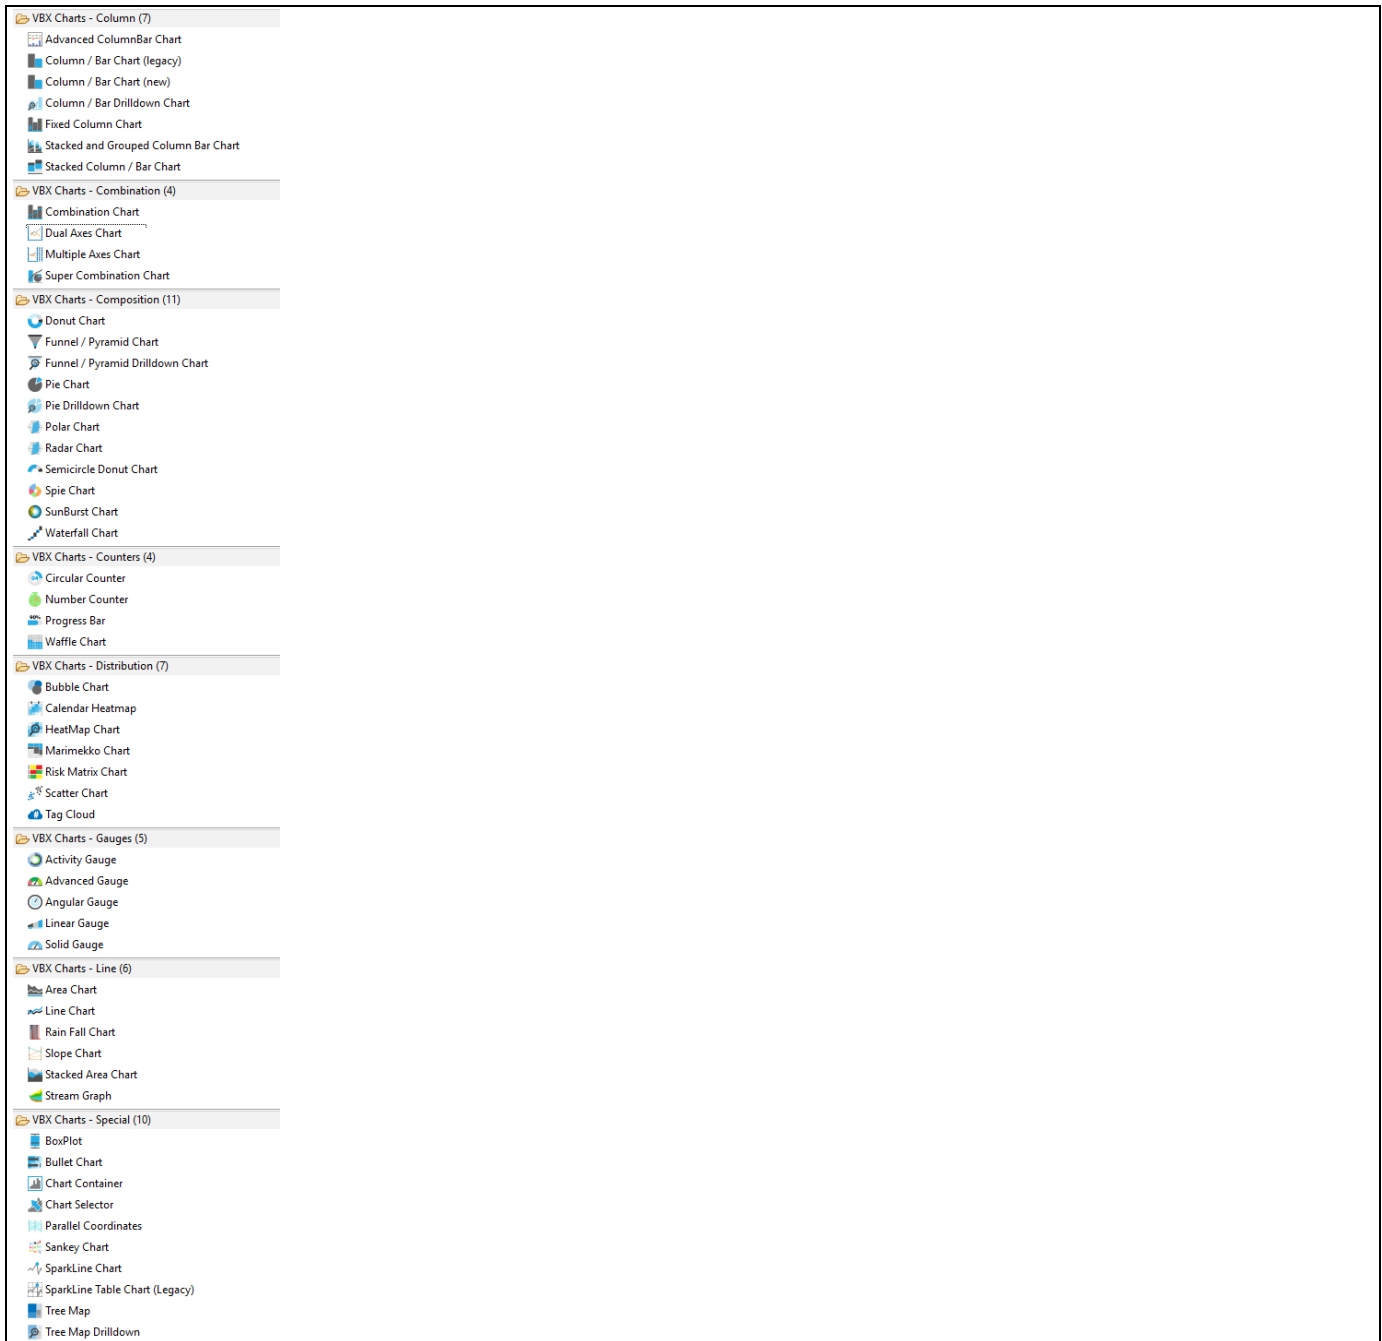 VBX Charts - Column (7)
Advanced ColumnBar Chart
Column / Bar Chart (legacy)
Column / Bar Chart (new)
Column / Bar Drilldown Chart
Fixed Column Chart
Stacked and Grouped Column Bar Chart
Stacked Column / Bar Chart
VBX Charts - Combination (4)
Combination Chart
Dual Axes Chart
Multiple Axes Chart
Super Combination Chart
VBX Charts - Composition (11)
Donut Chart
Funnel / Pyramid Chart
Funnel / Pyramid Drilldown Chart
Pie Chart
Pie Drilldown Chart
Polar Chart
Radar Chart
Semicircle Donut Chart
Spie Chart
SunBurst Chart
Waterfall Chart
VBX Charts - Counters (4)
Circular Counter
Number Counter
90%
Progress Bar
Waffle Chart
VBX Charts - Distribution (7)
Bubble Chart
Calendar Heatmap
HeatMap Chart
Marimekko Chart
Risk Matrix Chart
Scatter Chart
Tag Cloud
VBX Charts - Gauges (5)
Activity Gauge
Advanced Gauge
Angular Gauge
Linear Gauge
Solid Gauge
VBX Charts - Line (6)
Area Chart
Line Chart
Rain Fall Chart
Slope Chart
Stacked Area Chart
Stream Graph
VBX Charts - Special (10)
BoxPlot
Bullet Chart
Chart Container
Chart Selector
Parallel Coordinates
Sankey Chart
SparkLine Chart
SparkLine Table Chart (Legacy)
Tree Map
Tree Map Drilldown